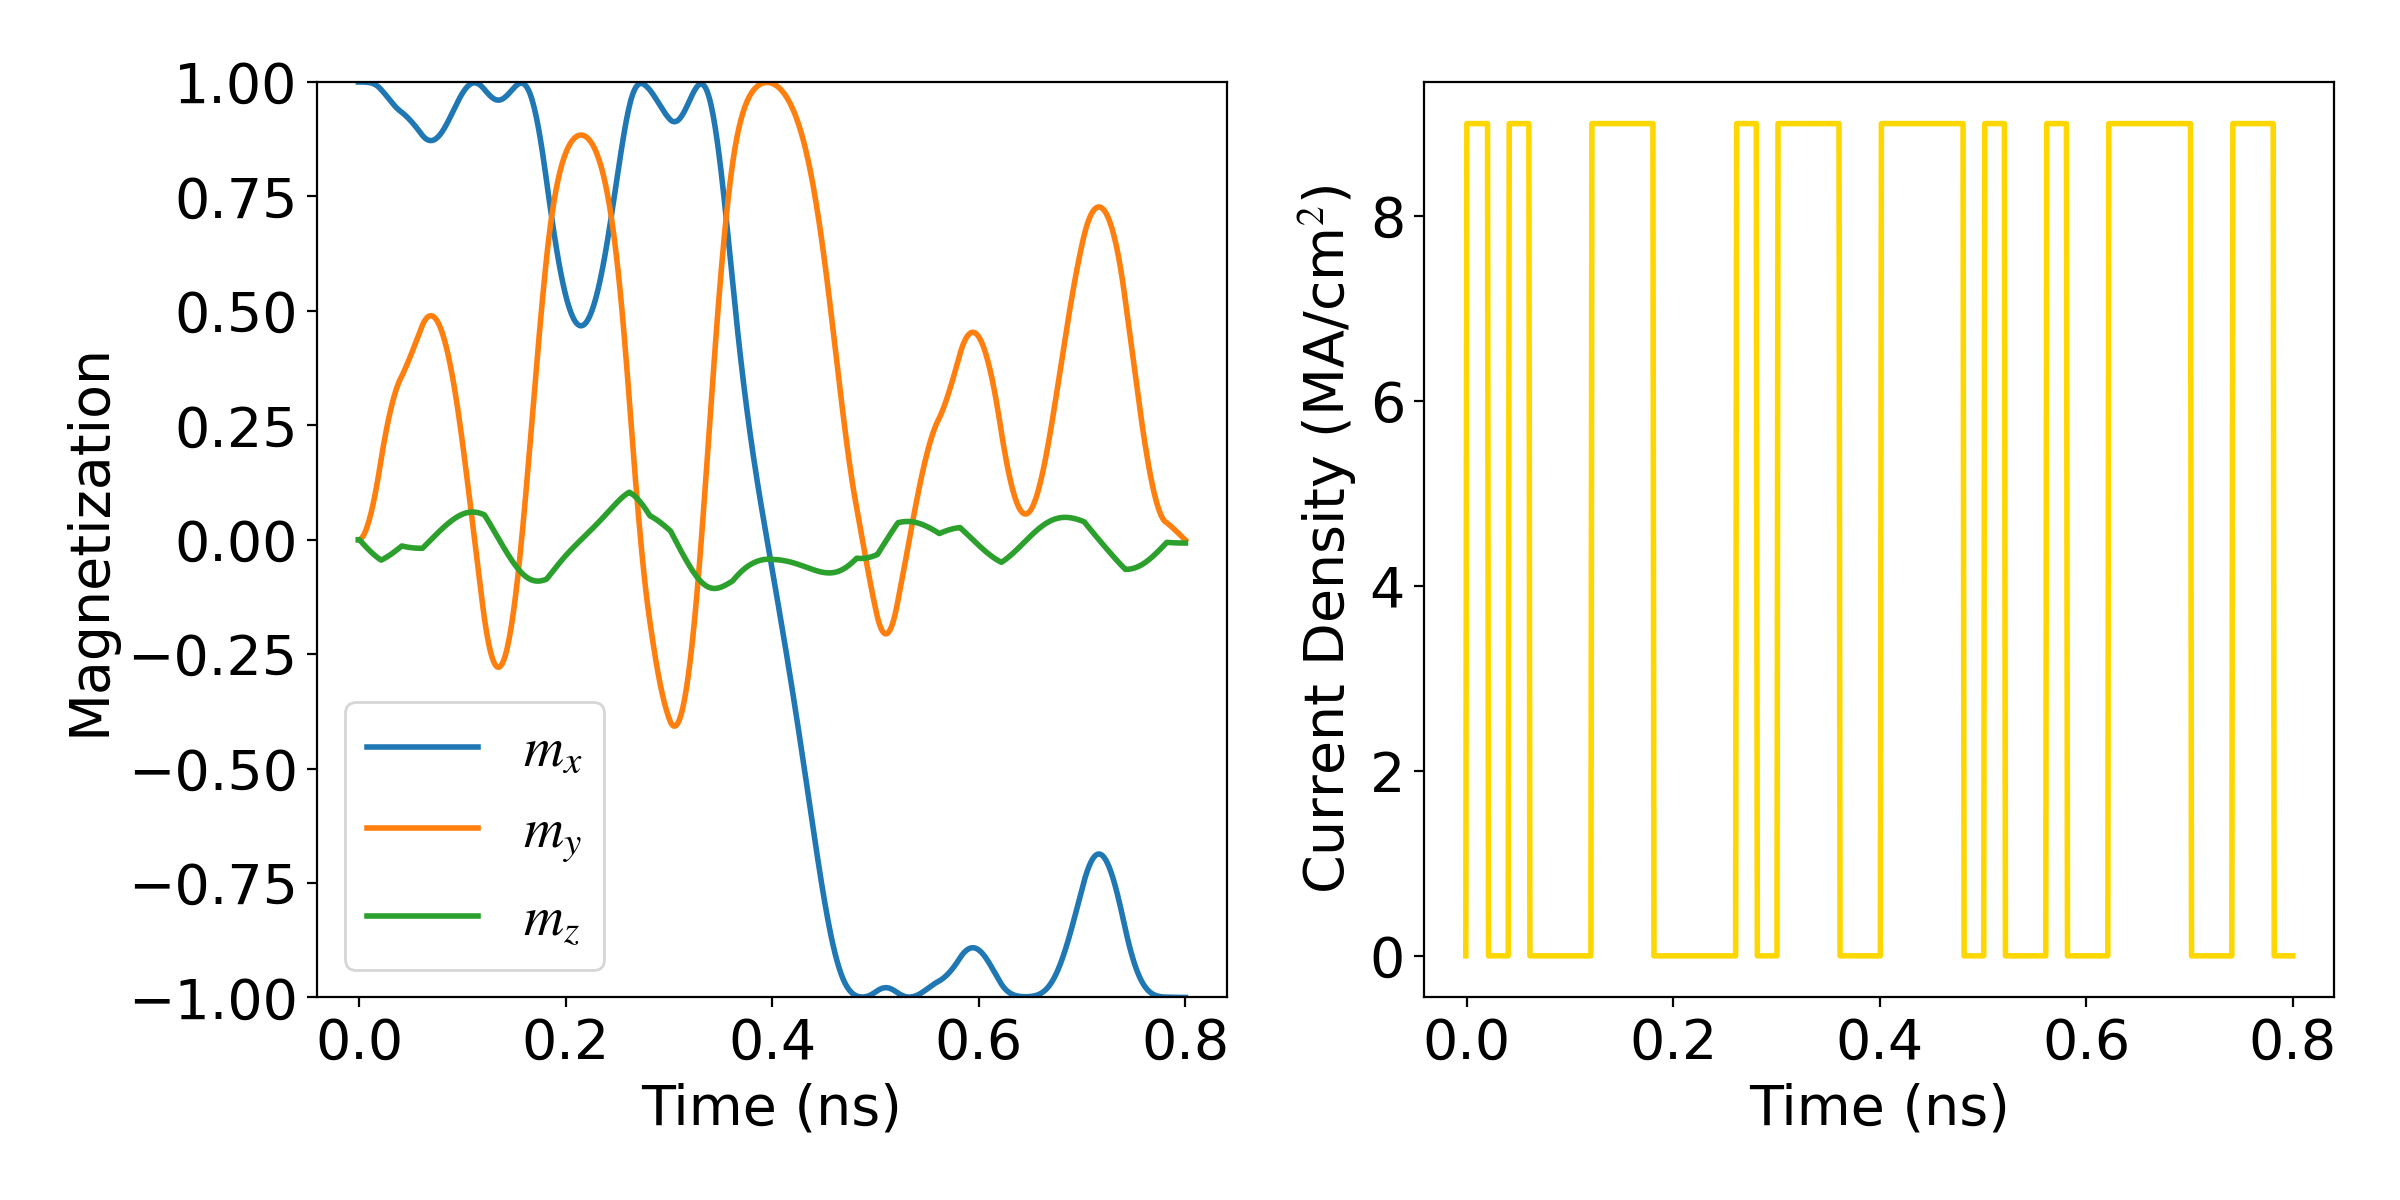 Magnetization
1.00
0.75
0.50
0.25
0.00
−0.25
−0.50
−0.75
−1.00
m_x
m_y
m_z
0.0 0.2 0.4 0.6 0.8
Time (ns)
Current Density (MA/cm²)
8
6
4
2
0
0.0 0.2 0.4 0.6 0.8
Time (ns)